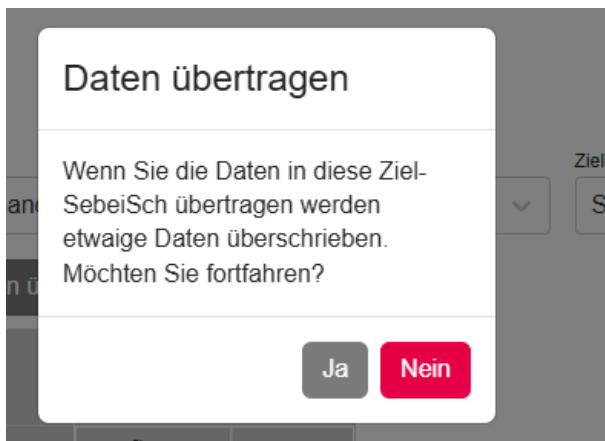 Daten übertragen
Wenn Sie die Daten in diese Ziel-
SebeiSch übertragen werden
etwaige Daten überschrieben.
Möchten Sie fortfahren?
Ja
Nein
Ziel
S